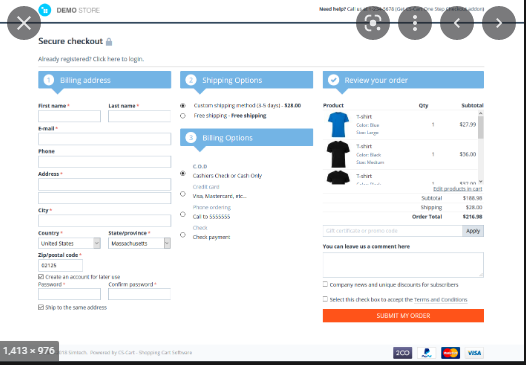 DEMO STORE
Need help?
Secure checkout
Already registered? Click here to login.
1 Billing address
First name *
Last name *
E-mail *
Phone
Address *
City *
Country *
State/province *
United States
Massachusetts
Zip/postal code *
02125
Create an account for later use
Password *
Confirm password *
Ship to the same address
2 Shipping Options
Custom shipping method (3-5 days) - $28.00
Free shipping - Free shipping
3 Billing Options
C.O.D
Cashers Check or Cash Only
Credit card
Visa, Mastercard, etc..
Phone ordering
Call to 5555555
Check
Check payment
Review your order
Product Qty Subtotal
T-shirt
Color: Blue
Size: Large
1 $27.99
T-shirt
Color: Black
Size: Medium
1 $36.00
T-shirt
Color: Black
Edit products in cart
Subtotal $188.98
Shipping $28.00
Order Total $216.98
Gift certificate or promo code
Apply
You can leave us a comment here
Company news and unique discounts for subscribers
Select this check box to accept the Terms and Conditions
SUBMIT MY ORDER
1,413 × 976
Powered by CS-Cart - Shopping Cart Software
2CO
PayPal
MasterCard
VISA